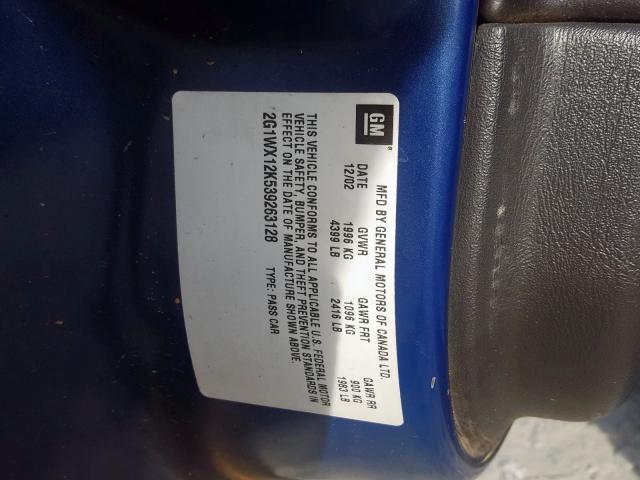 GM
MFD BY GENERAL MOTORS OF CANADA LTD.
DATE GVWR GAWR FRT GAWR RR
12/02 1996 KG 1096 KG 900 KG
4399 LB 2416 LB 1983 LB
THIS VEHICLE CONFORMS TO ALL APPLICABLE U.S. FEDERAL MOTOR
VEHICLE SAFETY, BUMPER, AND THEFT PREVENTION STANDARDS IN
EFFECT ON THE DATE OF MANUFACTURE SHOWN ABOVE.
2G1WX12K539263128 TYPE: PASS CAR